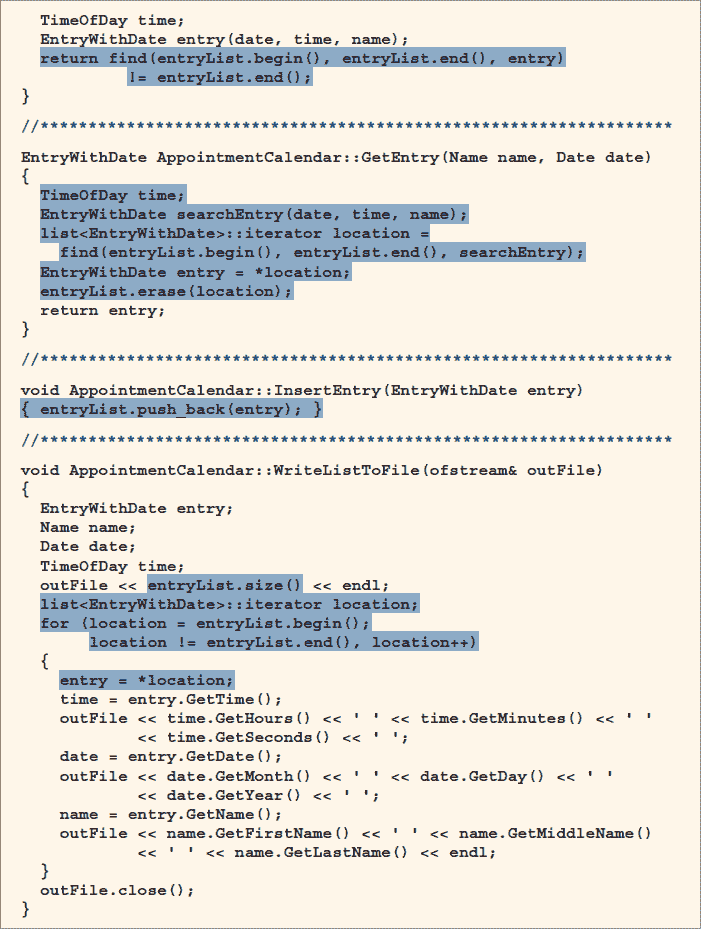 TimeOfDay time;
EntryWithDate entry(date, time, name);
return find(entryList.begin(), entryList.end(), entry)
!= entryList.end();
}
//******************************************************************
EntryWithDate AppointmentCalendar::GetEntry(Name name, Date date)
{
TimeOfDay time;
EntryWithDate searchEntry(date, time, name);
list<EntryWithDate>::iterator location =
find(entryList.begin(), entryList.end(), searchEntry);
EntryWithDate entry = *location;
entryList.erase(location);
return entry;
}
//******************************************************************
void AppointmentCalendar::InsertEntry(EntryWithDate entry)
{ entryList.push_back(entry); }
//******************************************************************
void AppointmentCalendar::WriteListToFile(ofstream& outFile)
{
EntryWithDate entry;
Name name;
Date date;
TimeOfDay time;
outFile << entryList.size() << endl;
list<EntryWithDate>::iterator location;
for (location = entryList.begin();
location != entryList.end(), location++)
{
entry = *location;
time = entry.GetTime();
outFile << time.GetHours() << ' ' << time.GetMinutes() << ' '
<< time.GetSeconds() << ' ';
date = entry.GetDate();
outFile << date.GetMonth() << ' ' << date.GetDay() << ' '
<< date.GetYear() << ' ';
name = entry.GetName();
outFile << name.GetFirstName() << ' ' << name.GetMiddleName()
<< ' ' << name.GetLastName() << endl;
}
outFile.close();
}